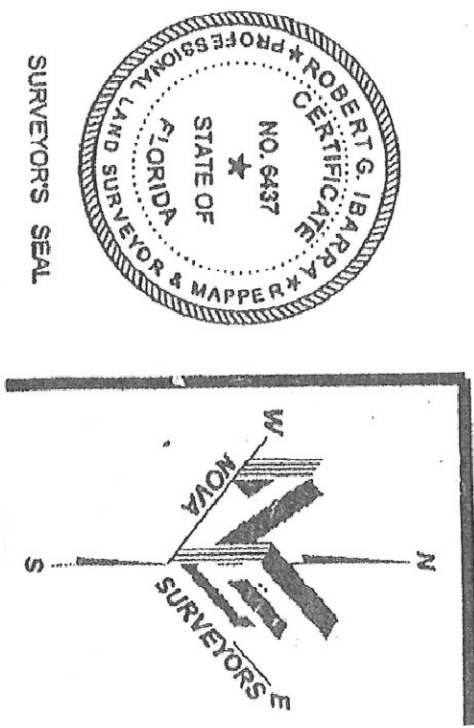 ★ ROBERT G. IBARRA ★
PROFESSIONAL LAND SURVEYOR & MAPPER
CERTIFICATE
NO. 6437
★
STATE OF
FLORIDA
SURVEYOR'S SEAL
N
W
NOVA
SURVEYORS
E
S